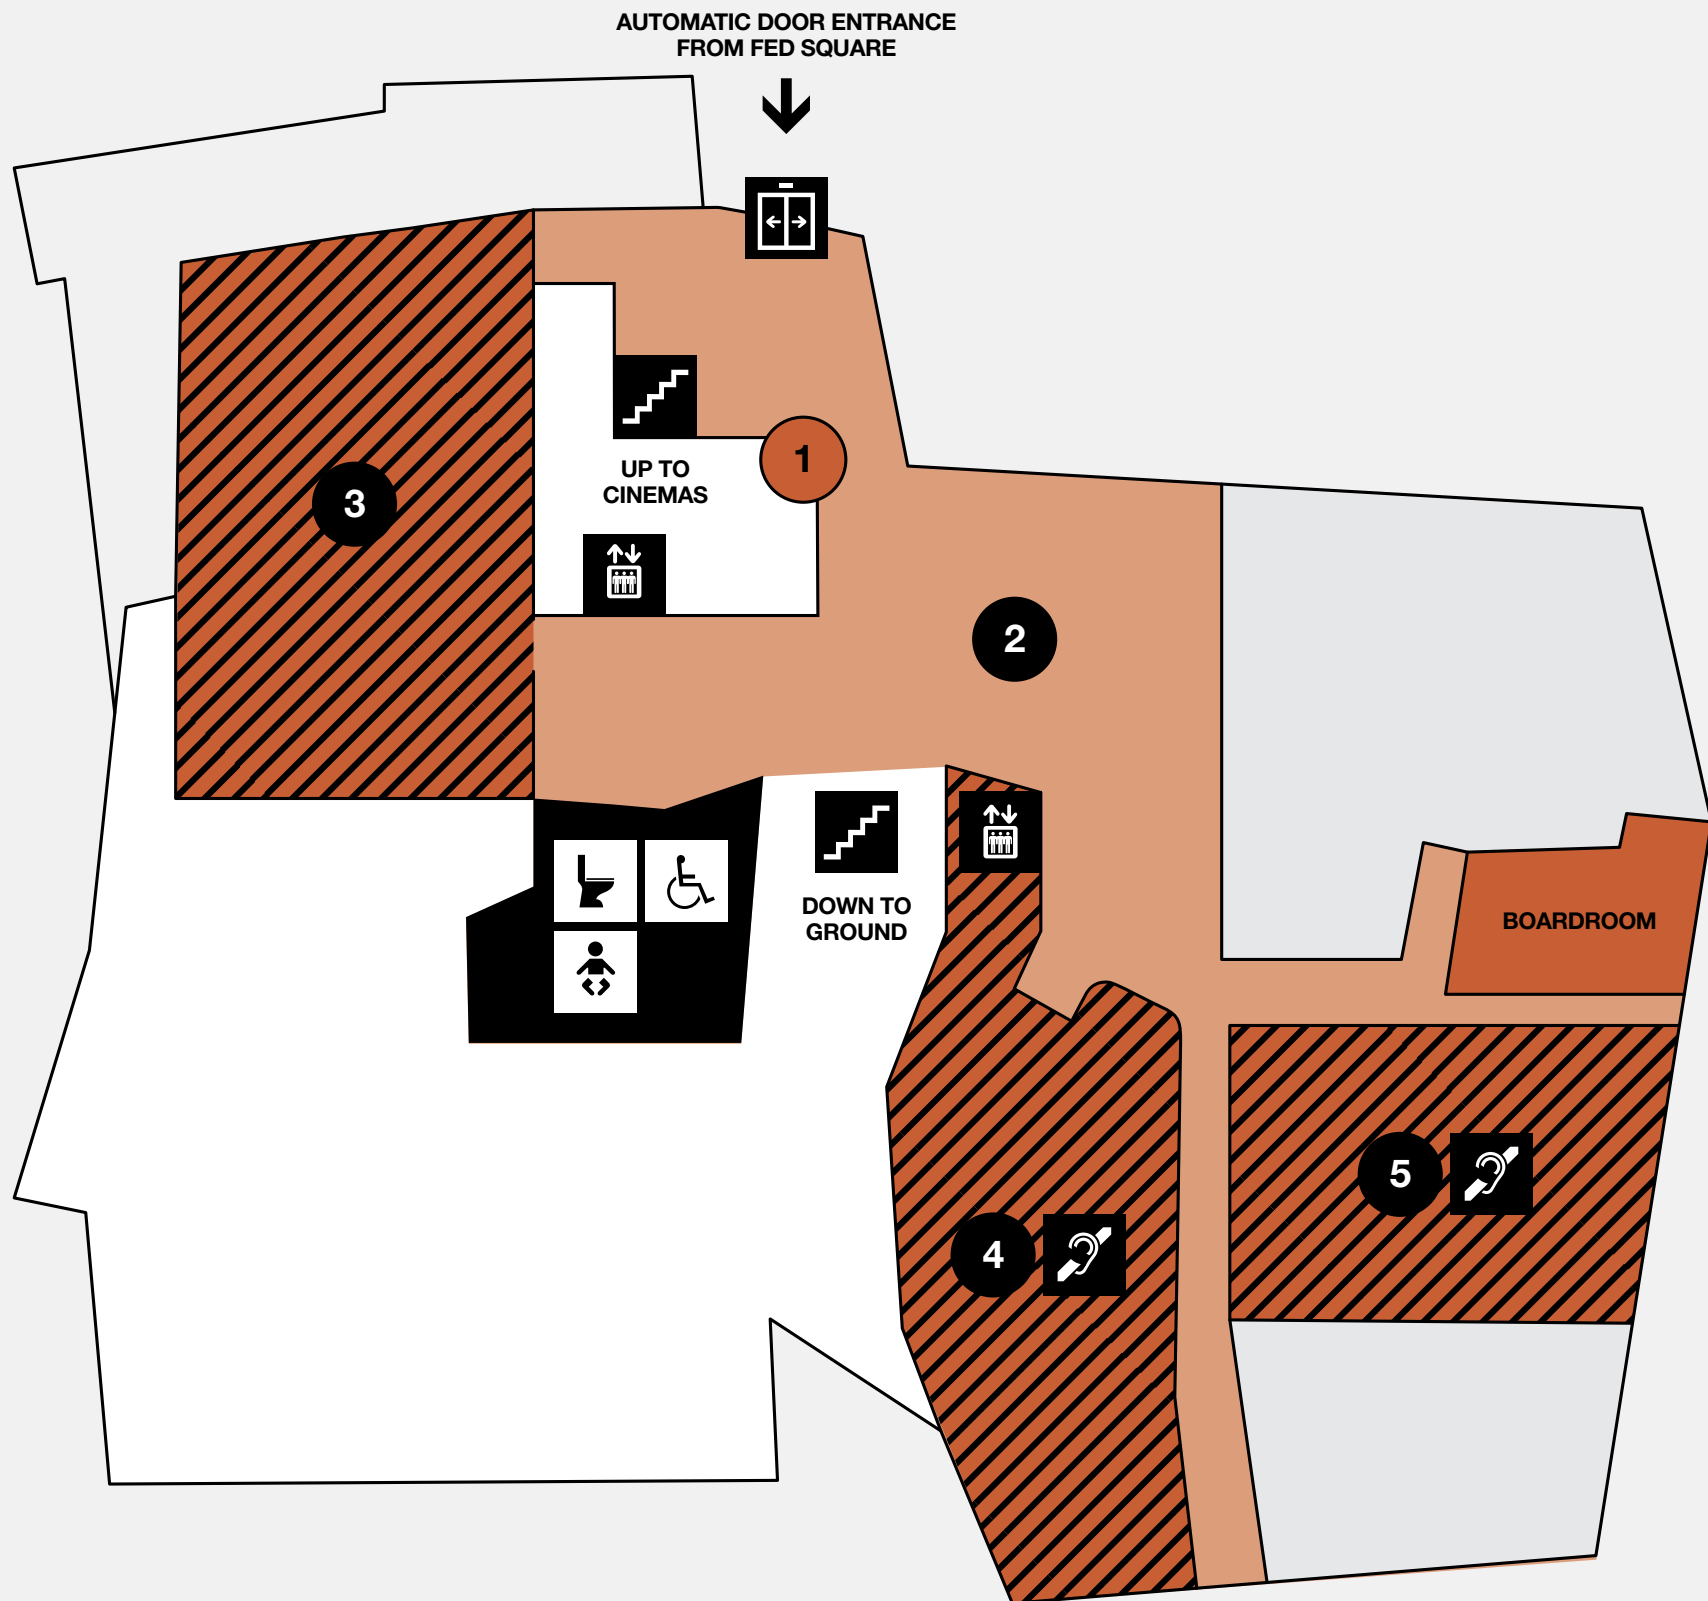 AUTOMATIC DOOR ENTRANCE
FROM FED SQUARE
1
UP TO
CINEMAS
3
2
DOWN TO
GROUND
BOARDROOM
5
4